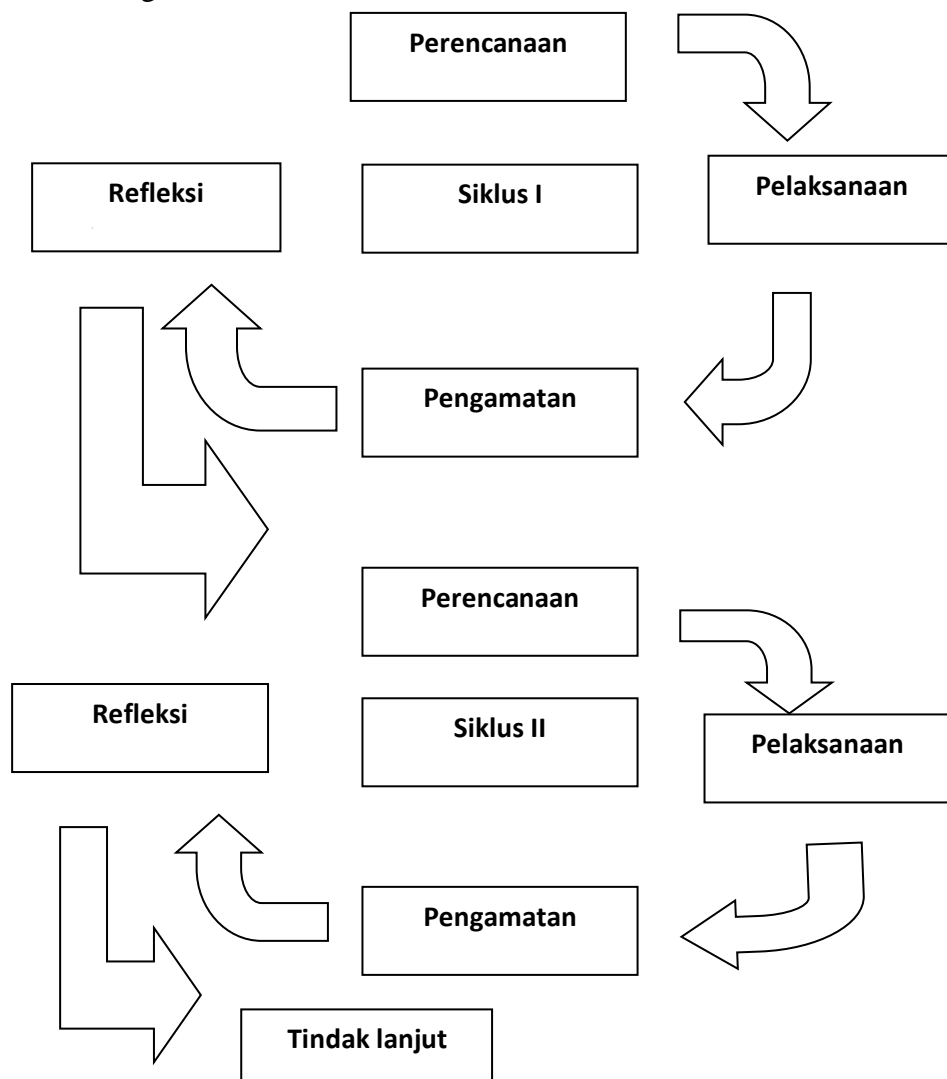 Perencanaan
Refleksi
Siklus I
Pelaksanaan
Pengamatan
Perencanaan
Refleksi
Siklus II
Pelaksanaan
Pengamatan
Tindak lanjut